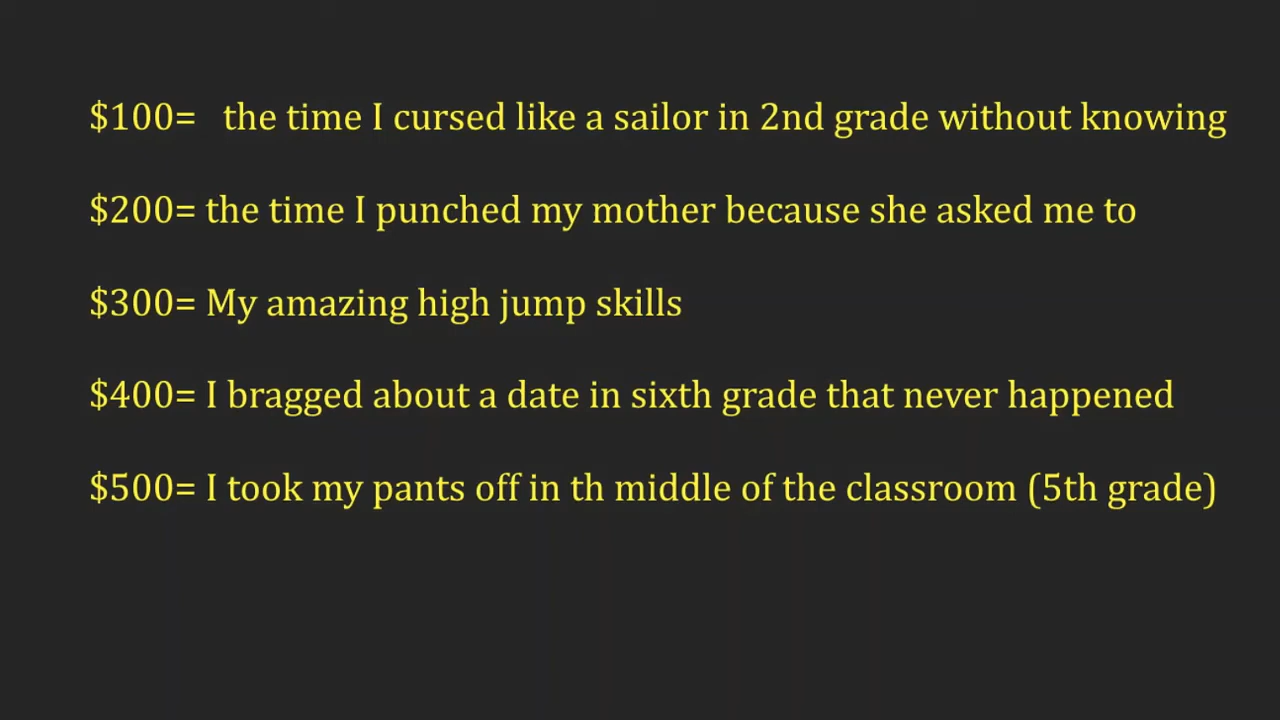 $100= the time I cursed like a sailor in 2nd grade without knowing
$200= the time I punched my mother because she asked me to
$300= My amazing high jump skills
$400= I bragged about a date in sixth grade that never happened
$500= I took my pants off in th middle of the classroom (5th grade)